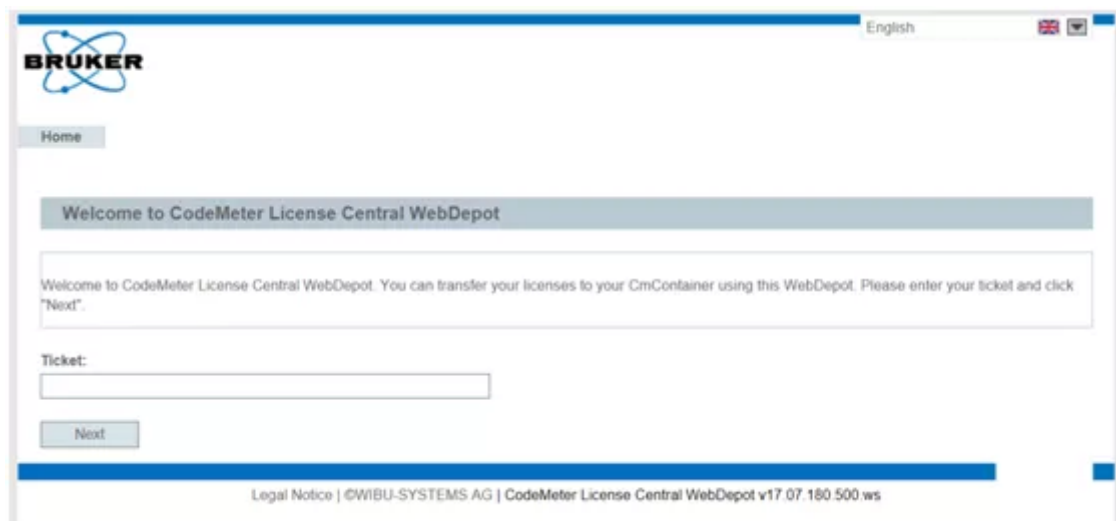 English
BRUKER
Home
Welcome to CodeMeter License Central WebDepot
Welcome to CodeMeter License Central WebDepot. You can transfer your licenses to your CmContainer using this WebDepot. Please enter your ticket and click
"Next".
Ticket:
Next
Legal Notice | ©WIBU-SYSTEMS AG | CodeMeter License Central WebDepot v17.07.180.500.ws